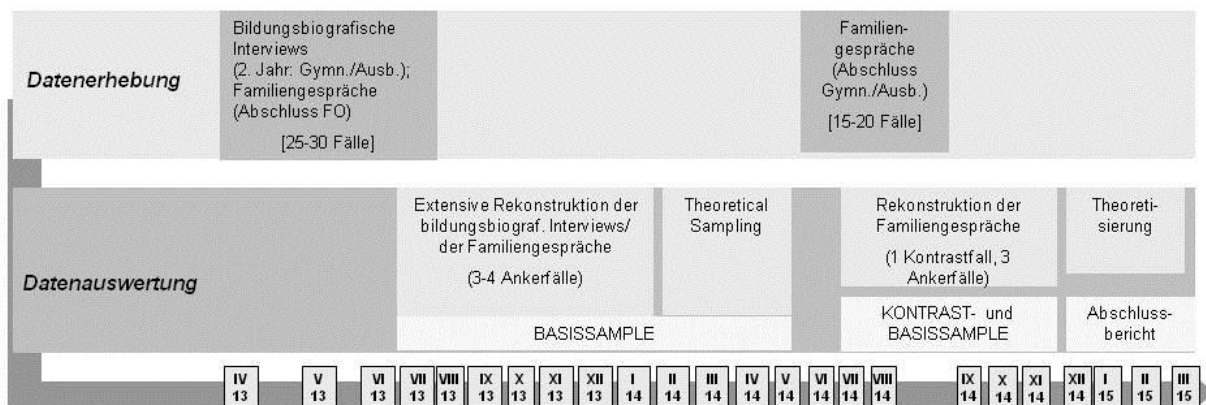 Datenerhebung
Bildungsbiografische
Interviews
(2. Jahr: Gymn./Ausb.);
Familiengespräche
(Abschluss FO)
[25-30 Fälle]
Familien-
gespräche
(Abschluss
Gymn./Ausb.)
[15-20 Fälle]
Datenauswertung
Extensive Rekonstruktion der
bildungsbiograf. Interviews/
der Familiengespräche
(3-4 Ankerfälle)
Theoretical
Sampling
BASISSAMPLE
Rekonstruktion der
Familiengespräche
(1 Kontrastfall, 3
Ankerfälle)
KONTRAST- und
BASISSAMPLE
Theoreti-
sierung
Abschluss-
bericht
IV V VI VII VIII IX X XI XII I II III IV V VI VII VIII IX X XI XII I II III
13 13 13 13 13 13 13 13 13 14 14 14 14 14 14 14 14 14 14 14 14 15 15 15